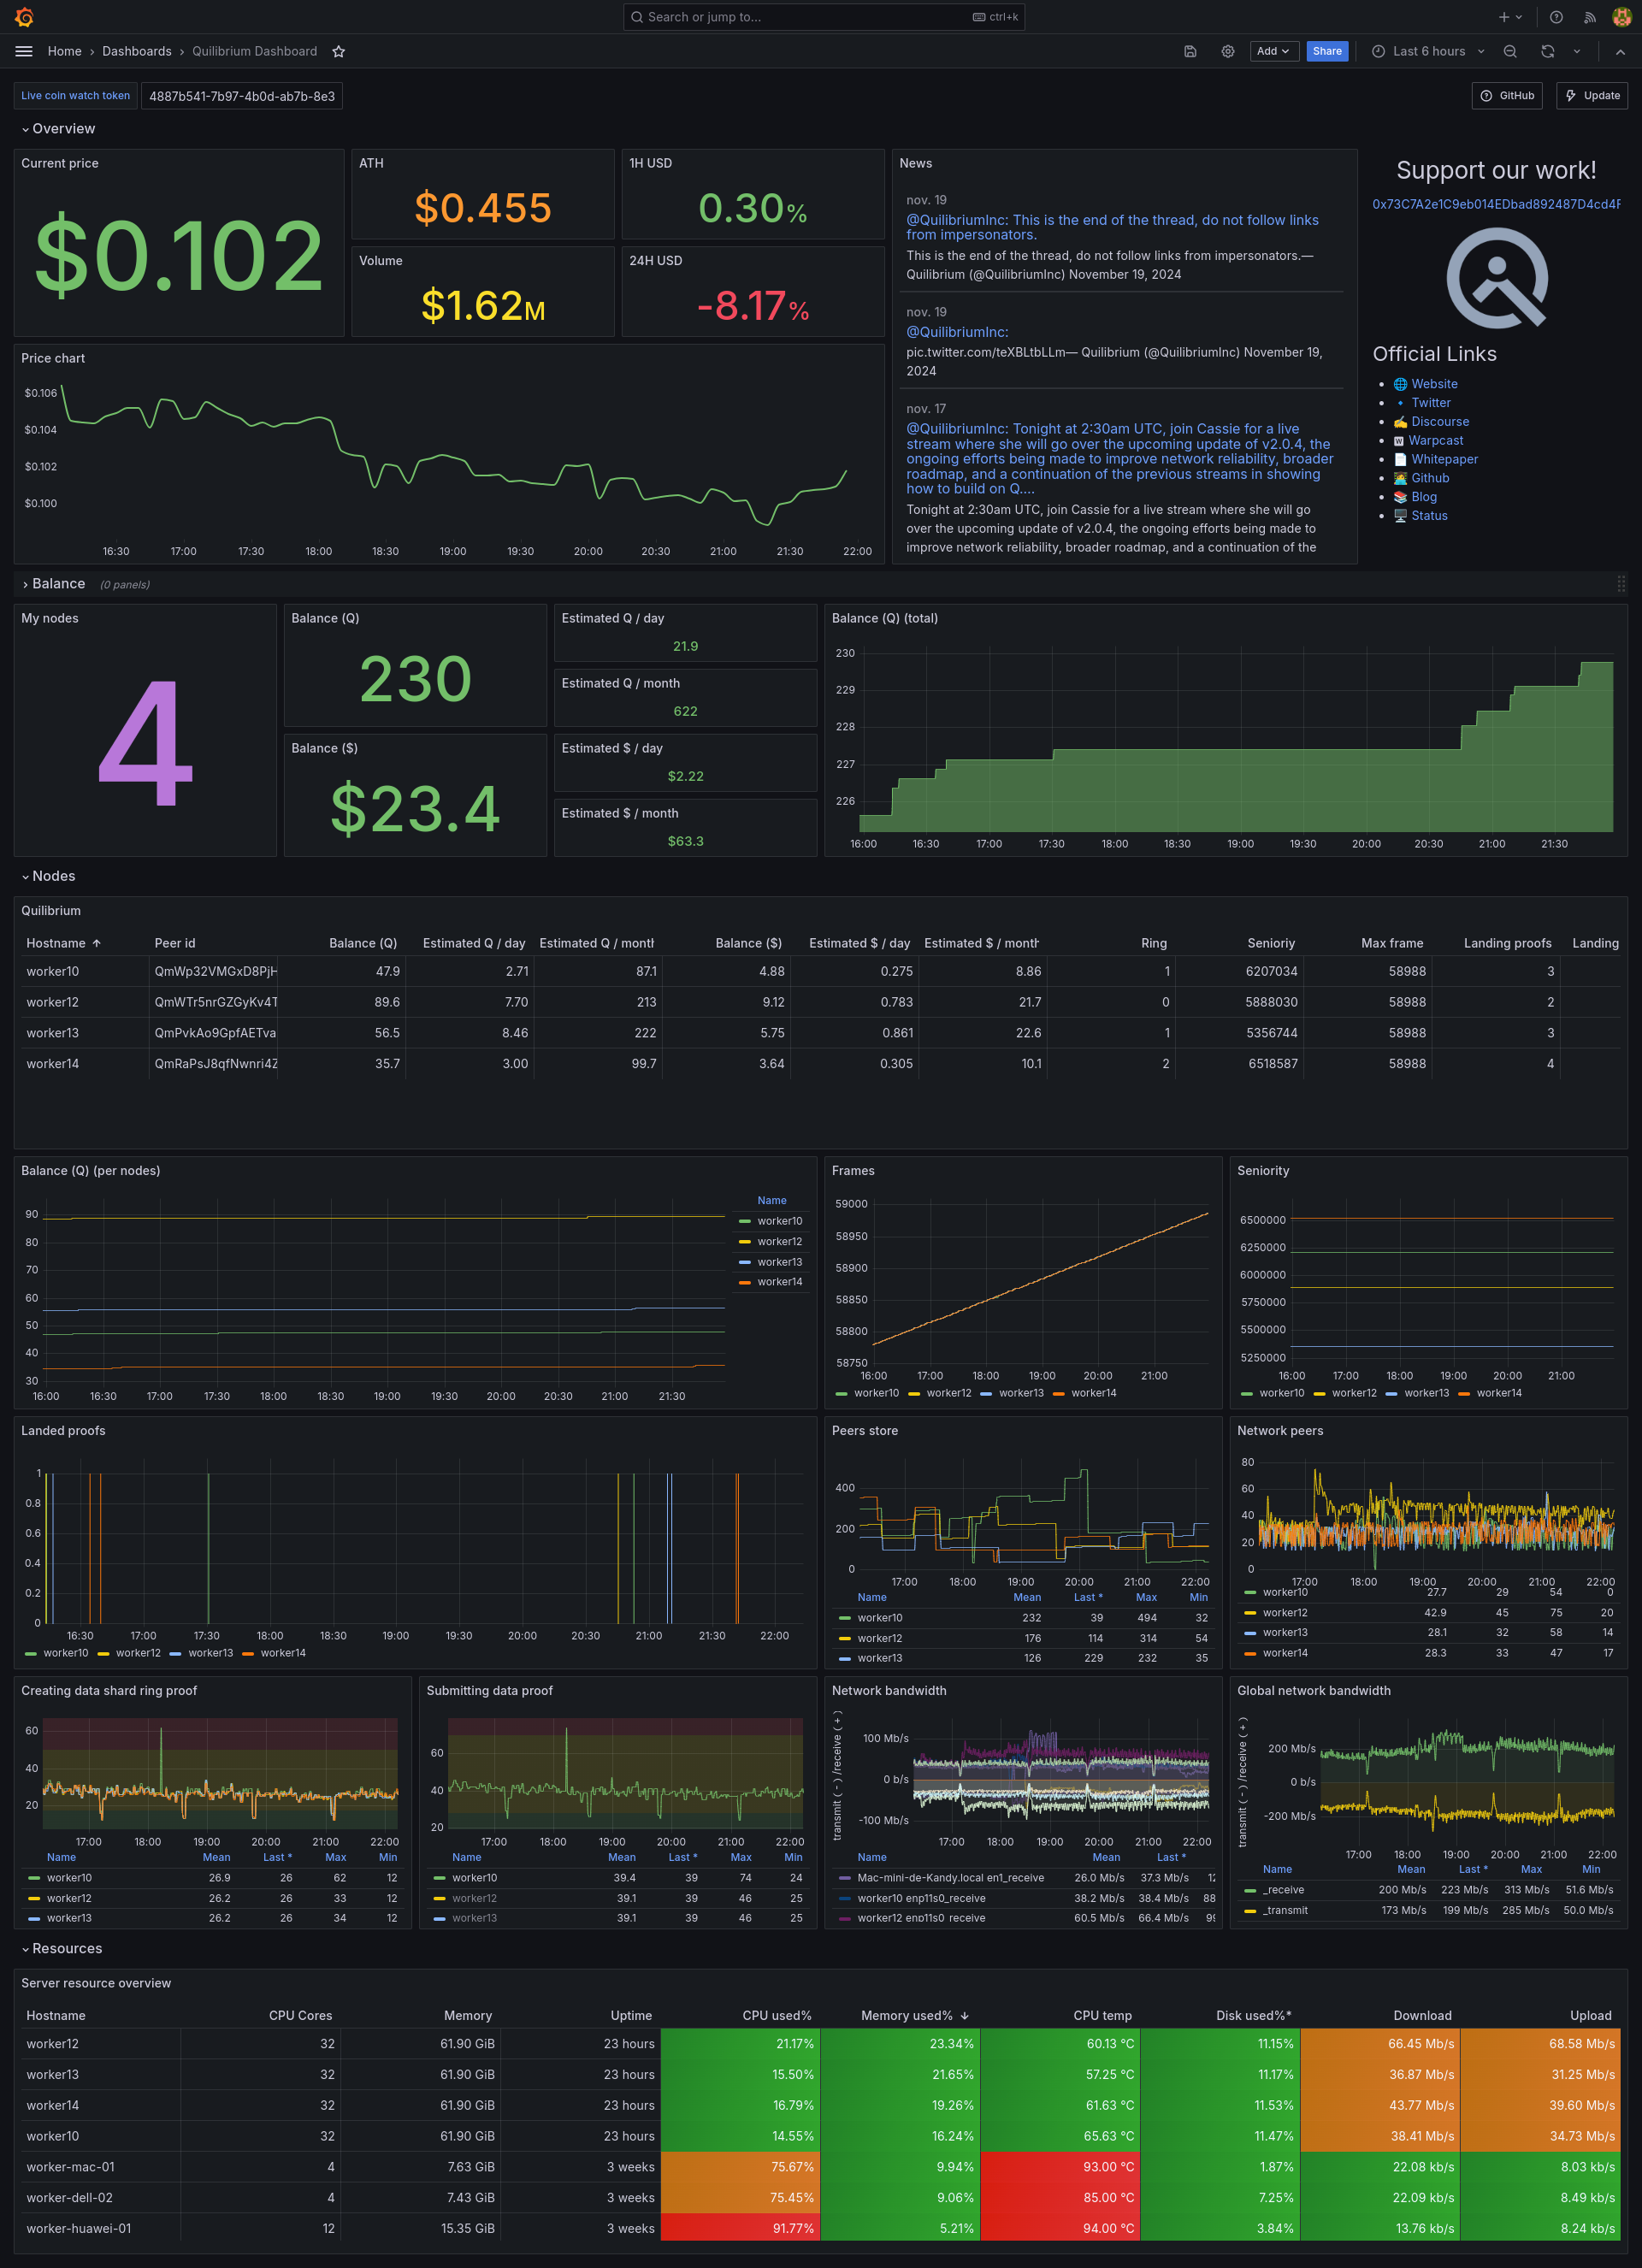 Search or jump to...
ctrl+k
Home › Dashboards › Quilibrium Dashboard
Add
Share
Last 6 hours
Live coin watch token
4887b541-7b97-4b0d-ab7b-8e3
GitHub
Update
Overview
Current price
$0.102
ATH
$0.455
1H USD
0.30%
Volume
$1.62M
24H USD
-8.17%
Price chart
$0.106
$0.104
$0.102
$0.100
16:30 17:00 17:30 18:00 18:30 19:00 19:30 20:00 20:30 21:00 21:30 22:00
News
nov. 19
@QuilibriumInc: This is the end of the thread, do not follow links
from impersonators.
This is the end of the thread, do not follow links from impersonators.—
Quilibrium (@QuilibriumInc) November 19, 2024
nov. 19
@QuilibriumInc:
pic.twitter.com/teXBLtbLLm— Quilibrium (@QuilibriumInc) November 19,
2024
nov. 17
@QuilibriumInc: Tonight at 2:30am UTC, join Cassie for a live
stream where she will go over the upcoming update of v2.0.4, the
ongoing efforts being made to improve network reliability, broader
roadmap, and a continuation of the previous streams in showing
how to build on Q....
Tonight at 2:30am UTC, join Cassie for a live stream where she will go
over the upcoming update of v2.0.4, the ongoing efforts being made to
improve network reliability, broader roadmap, and a continuation of the
Support our work!
0x73C7A2e1C9eb014EDbad892487D4cd4F
Official Links
Website
Twitter
Discourse
Warpcast
Whitepaper
Github
Blog
Status
Balance (0 panels)
My nodes
4
Balance (Q)
230
Balance ($)
$23.4
Estimated Q / day
21.9
Estimated Q / month
622
Estimated $ / day
$2.22
Estimated $ / month
$63.3
Balance (Q) (total)
230
229
228
227
226
16:00 16:30 17:00 17:30 18:00 18:30 19:00 19:30 20:00 20:30 21:00 21:30
Nodes
Quilibrium
Hostname Peer id Balance (Q) Estimated Q / day Estimated Q / month Balance ($) Estimated $ / day Estimated $ / month Ring Senioriy Max frame Landing proofs Landing
worker10 QmWp32VMGxD8PjH 47.9 2.71 87.1 4.88 0.275 8.86 1 6207034 58988 3
worker12 QmWTr5nrGZGyKv4T 89.6 7.70 213 9.12 0.783 21.7 0 5888030 58988 2
worker13 QmPvkAo9GpfAETva 56.5 8.46 222 5.75 0.861 22.6 1 5356744 58988 3
worker14 QmRaPsJ8qfNwnri4Z 35.7 3.00 99.7 3.64 0.305 10.1 2 6518587 58988 4
Balance (Q) (per nodes)
90
80
70
60
50
40
30
16:00 16:30 17:00 17:30 18:00 18:30 19:00 19:30 20:00 20:30 21:00 21:30
Name
worker10
worker12
worker13
worker14
Frames
59000
58950
58900
58850
58800
58750
16:00 17:00 18:00 19:00 20:00 21:00
worker10 worker12 worker13 worker14
Seniority
6500000
6250000
6000000
5750000
5500000
5250000
16:00 17:00 18:00 19:00 20:00 21:00
worker10 worker12 worker13 worker14
Landed proofs
1
0.8
0.6
0.4
0.2
0
16:30 17:00 17:30 18:00 18:30 19:00 19:30 20:00 20:30 21:00 21:30 22:00
worker10 worker12 worker13 worker14
Peers store
400
200
0
17:00 18:00 19:00 20:00 21:00 22:00
Name Mean Last * Max Min
worker10 232 39 494 32
worker12 176 114 314 54
worker13 126 229 232 35
Network peers
80
60
40
20
0
17:00 18:00 19:00 20:00 21:00 22:00
worker10 27.7 29 54 0
worker12 42.9 45 75 20
worker13 28.1 32 58 14
worker14 28.3 33 47 17
Creating data shard ring proof
60
40
20
17:00 18:00 19:00 20:00 21:00 22:00
Name Mean Last * Max Min
worker10 26.9 26 62 12
worker12 26.2 26 33 12
worker13 26.2 26 34 12
Submitting data proof
60
40
20
17:00 18:00 19:00 20:00 21:00 22:00
Name Mean Last * Max Min
worker10 39.4 39 74 24
worker12 39.1 39 46 25
worker13 39.1 39 46 25
Network bandwidth
transmit ( - ) /receive ( + )
100 Mb/s
0 b/s
-100 Mb/s
17:00 18:00 19:00 20:00 21:00 22:00
Name Mean Last *
Mac-mini-de-Kandy.local en1_receive 26.0 Mb/s 37.3 Mb/s 12
worker10 enp11s0_receive 38.2 Mb/s 38.4 Mb/s 88
worker12 enp11s0_receive 60.5 Mb/s 66.4 Mb/s 99
Global network bandwidth
transmit ( - ) /receive ( + )
200 Mb/s
0 b/s
-200 Mb/s
17:00 18:00 19:00 20:00 21:00 22:00
Name Mean Last * Max Min
_receive 200 Mb/s 223 Mb/s 313 Mb/s 51.6 Mb/s
_transmit 173 Mb/s 199 Mb/s 285 Mb/s 50.0 Mb/s
Resources
Server resource overview
Hostname CPU Cores Memory Uptime CPU used% Memory used% CPU temp Disk used%* Download Upload
worker12 32 61.90 GiB 23 hours 21.17% 23.34% 60.13 °C 11.15% 66.45 Mb/s 68.58 Mb/s
worker13 32 61.90 GiB 23 hours 15.50% 21.65% 57.25 °C 11.17% 36.87 Mb/s 31.25 Mb/s
worker14 32 61.90 GiB 23 hours 16.79% 19.26% 61.63 °C 11.53% 43.77 Mb/s 39.60 Mb/s
worker10 32 61.90 GiB 23 hours 14.55% 16.24% 65.63 °C 11.47% 38.41 Mb/s 34.73 Mb/s
worker-mac-01 4 7.63 GiB 3 weeks 75.67% 9.94% 93.00 °C 1.87% 22.08 kb/s 8.03 kb/s
worker-dell-02 4 7.43 GiB 3 weeks 75.45% 9.06% 85.00 °C 7.25% 22.09 kb/s 8.49 kb/s
worker-huawei-01 12 15.35 GiB 3 weeks 91.77% 5.21% 94.00 °C 3.84% 13.76 kb/s 8.24 kb/s